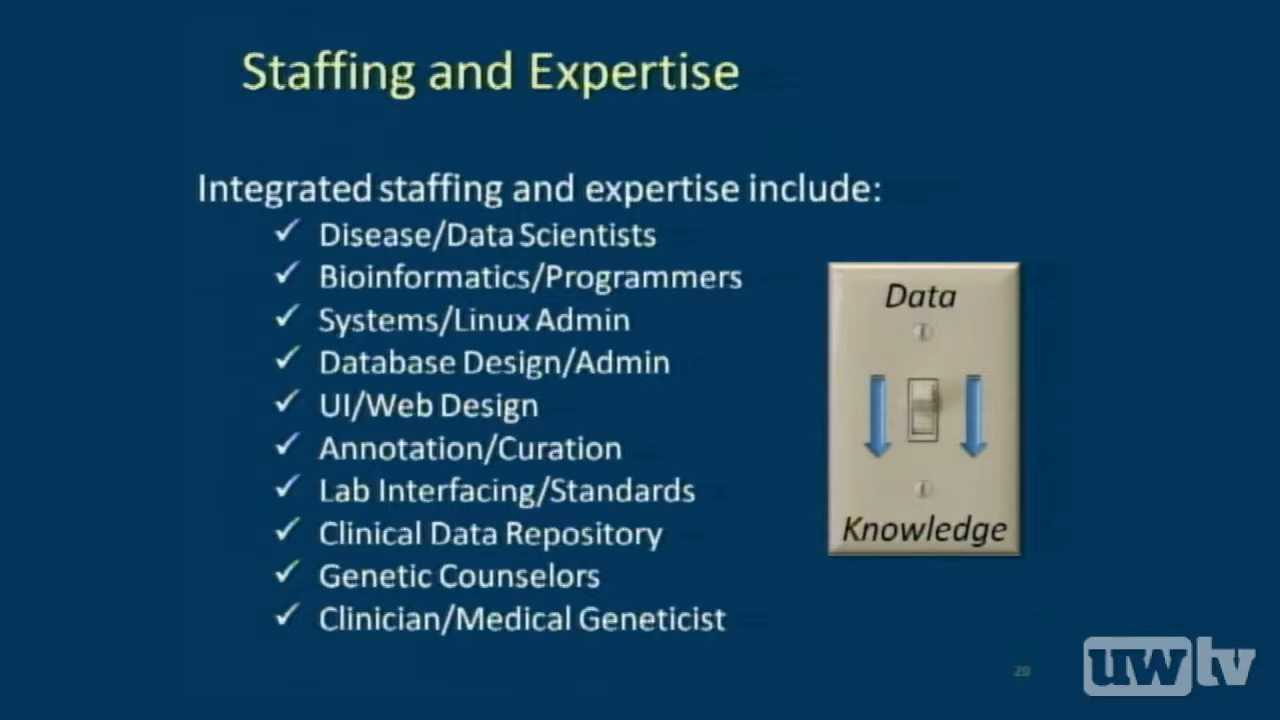 Staffing and Expertise
Integrated staffing and expertise include:
✓ Disease/Data Scientists
✓ Bioinformatics/Programmers
✓ Systems/Linux Admin
✓ Database Design/Admin
✓ UI/Web Design
✓ Annotation/Curation
✓ Lab Interfacing/Standards
✓ Clinical Data Repository
✓ Genetic Counselors
✓ Clinician/Medical Geneticist
Data
Knowledge
20
uwtv